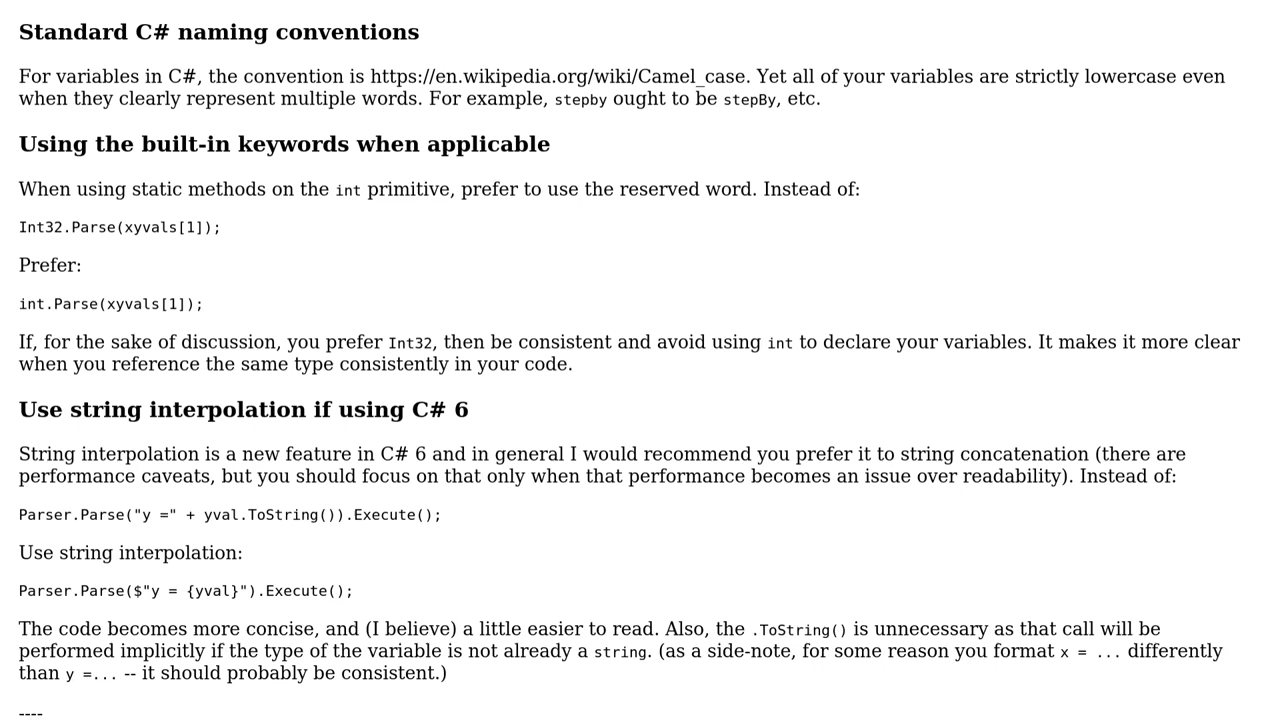 Standard C# naming conventions
For variables in C#, the convention is https://en.wikipedia.org/wiki/Camel_case. Yet all of your variables are strictly lowercase even
when they clearly represent multiple words. For example, stepby ought to be stepBy, etc.
Using the built-in keywords when applicable
When using static methods on the int primitive, prefer to use the reserved word. Instead of:
Int32.Parse(xyvals[1]);
Prefer:
int.Parse(xyvals[1]);
If, for the sake of discussion, you prefer Int32, then be consistent and avoid using int to declare your variables. It makes it more clear
when you reference the same type consistently in your code.
Use string interpolation if using C# 6
String interpolation is a new feature in C# 6 and in general I would recommend you prefer it to string concatenation (there are
performance caveats, but you should focus on that only when that performance becomes an issue over readability). Instead of:
Parser.Parse("y =" + yval.ToString()).Execute();
Use string interpolation:
Parser.Parse($"y = {yval}").Execute();
The code becomes more concise, and (I believe) a little easier to read. Also, the .ToString() is unnecessary as that call will be
performed implicitly if the type of the variable is not already a string. (as a side-note, for some reason you format x = ... differently
than y =... -- it should probably be consistent.)
----